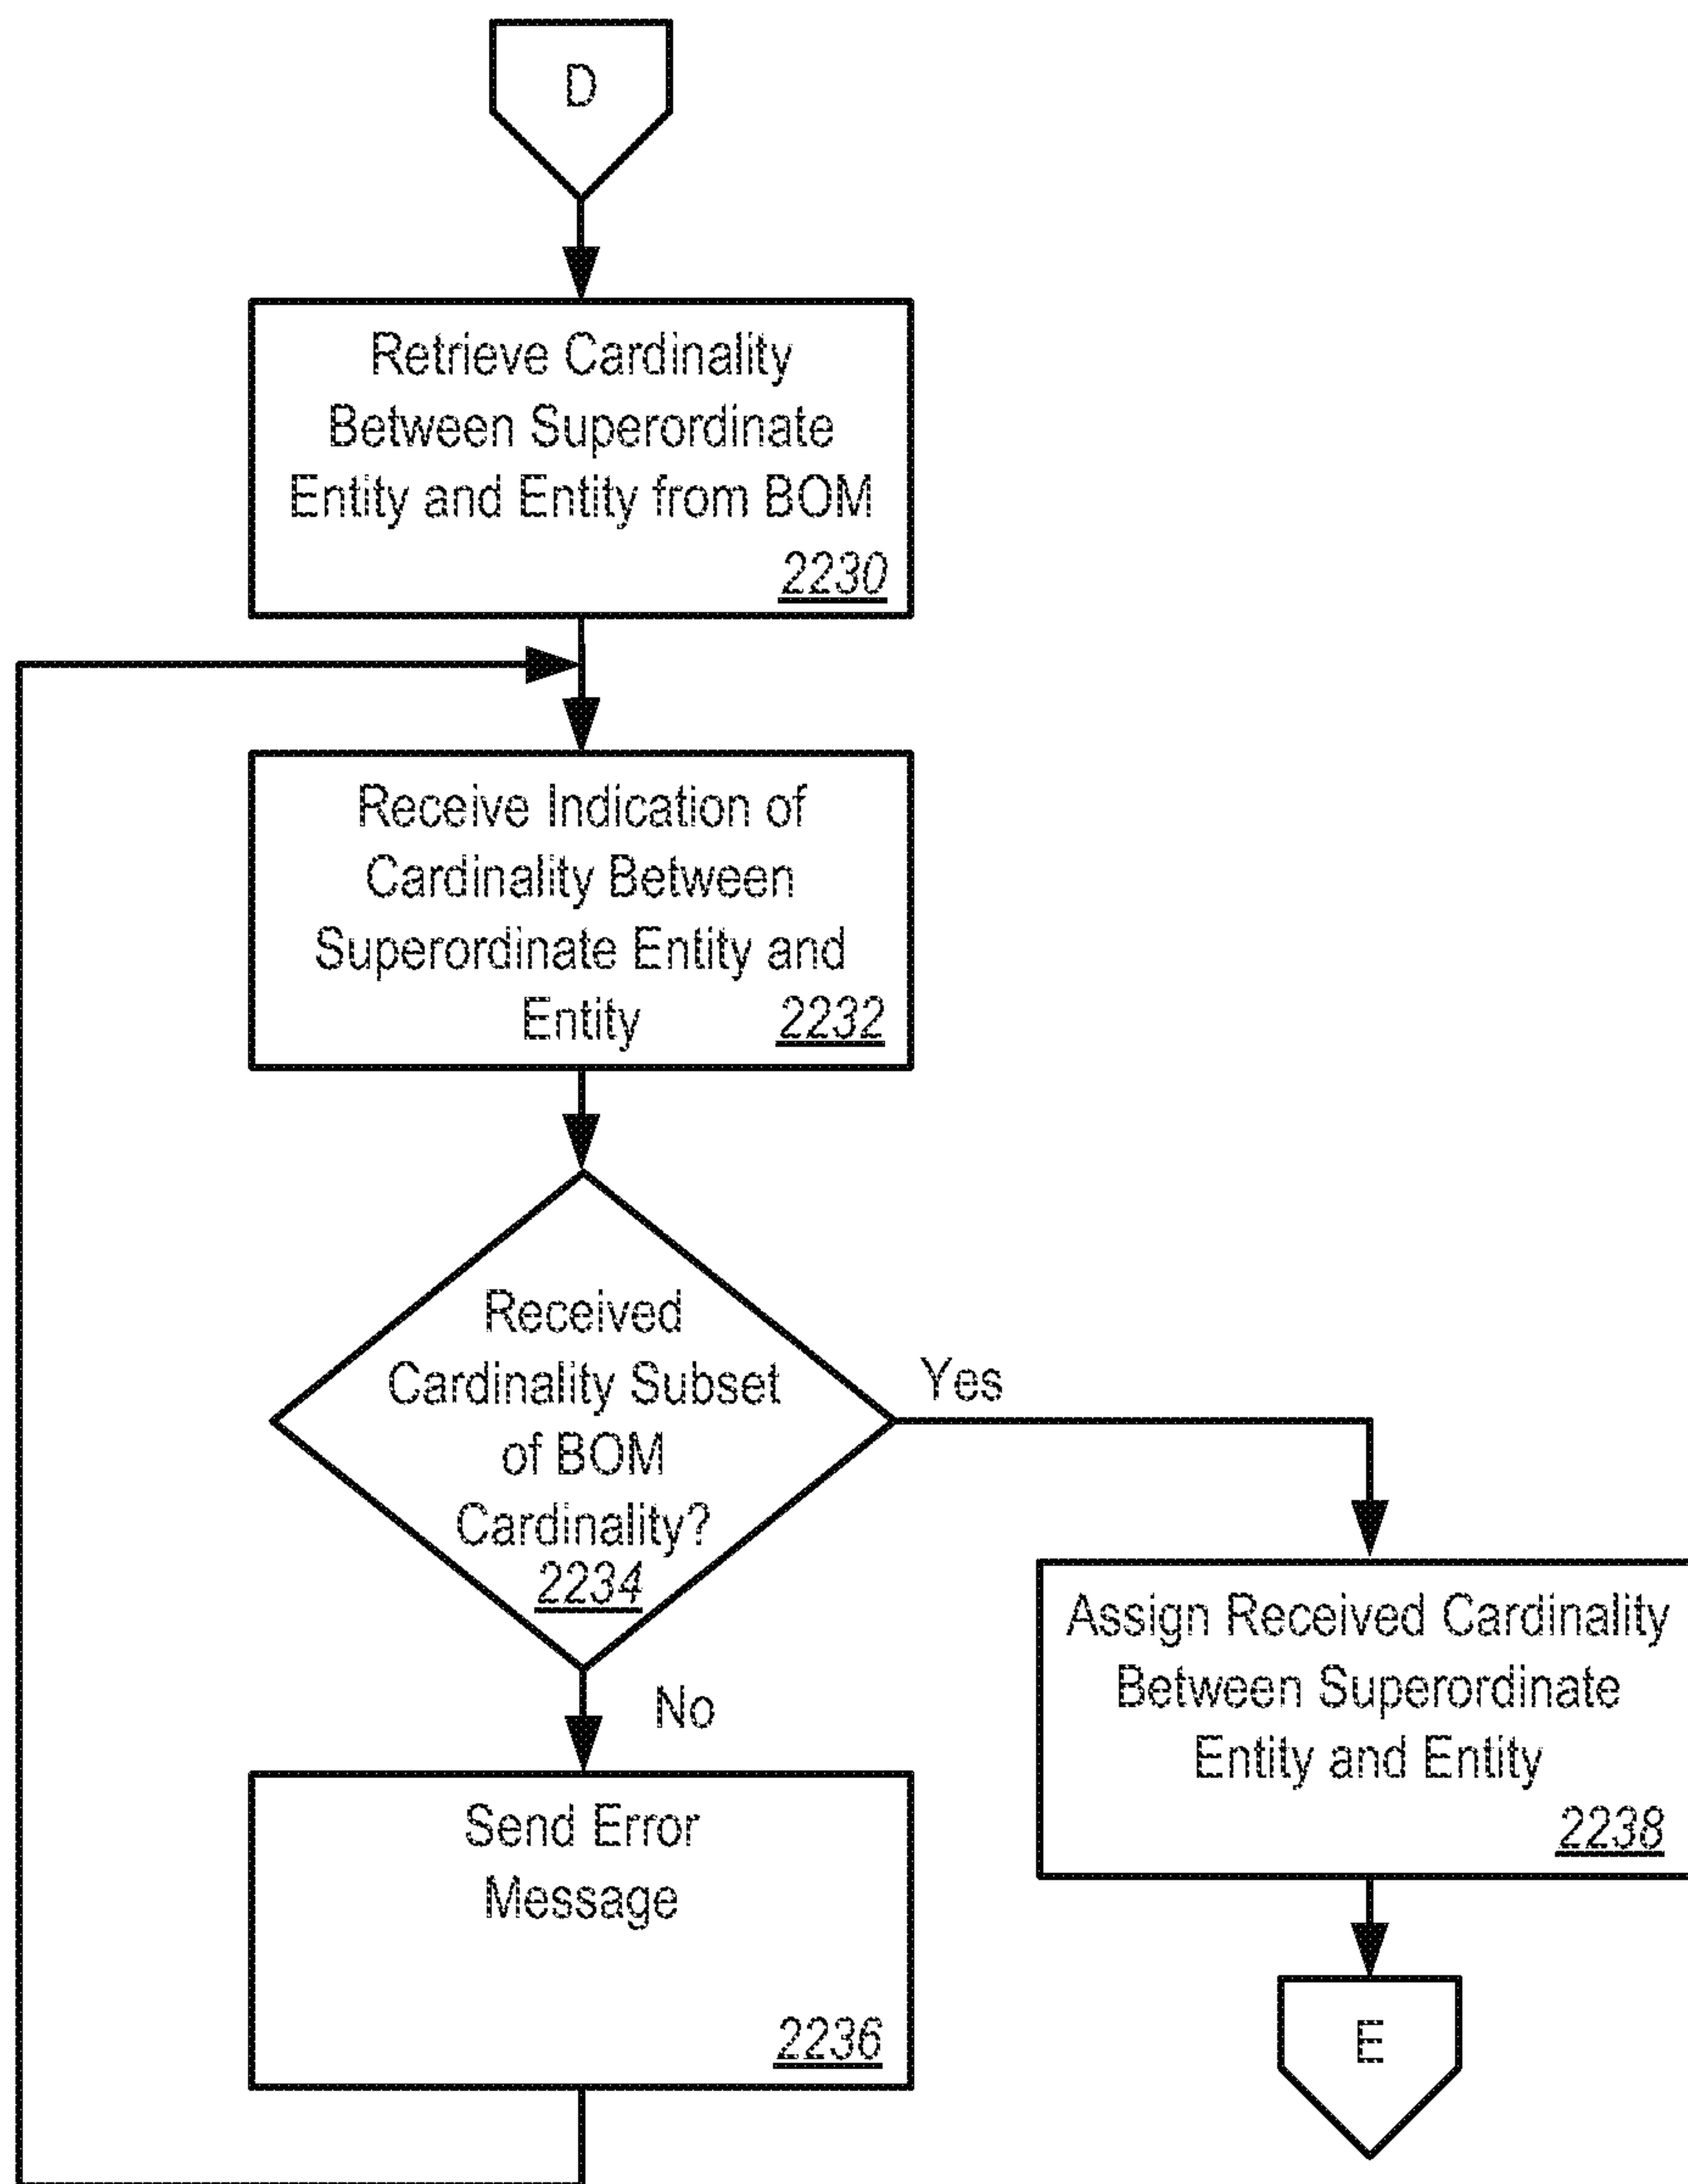 D
Retrieve Cardinality
Between Superordinate
Entity and Entity from BOM
2230
Receive Indication of
Cardinality Between
Superordinate Entity and
Entity 2232
Received
Cardinality Subset
of BOM
Cardinality?
2234
Yes
No
Send Error
Message
2236
Assign Received Cardinality
Between Superordinate
Entity and Entity
2238
E